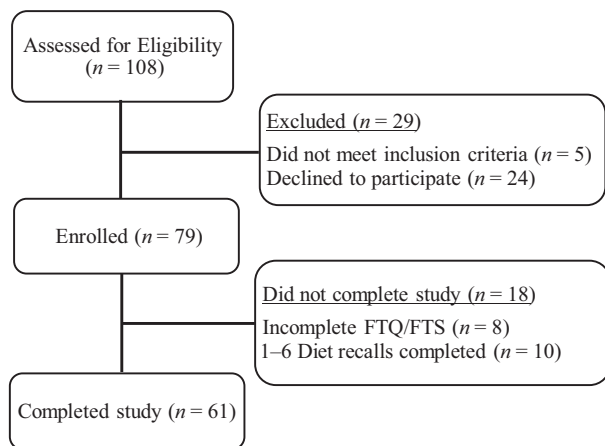 Assessed for Eligibility
(n = 108)
Excluded (n = 29)
Did not meet inclusion criteria (n = 5)
Declined to participate (n = 24)
Enrolled (n = 79)
Did not complete study (n = 18)
Incomplete FTQ/FTS (n = 8)
1–6 Diet recalls completed (n = 10)
Completed study (n = 61)